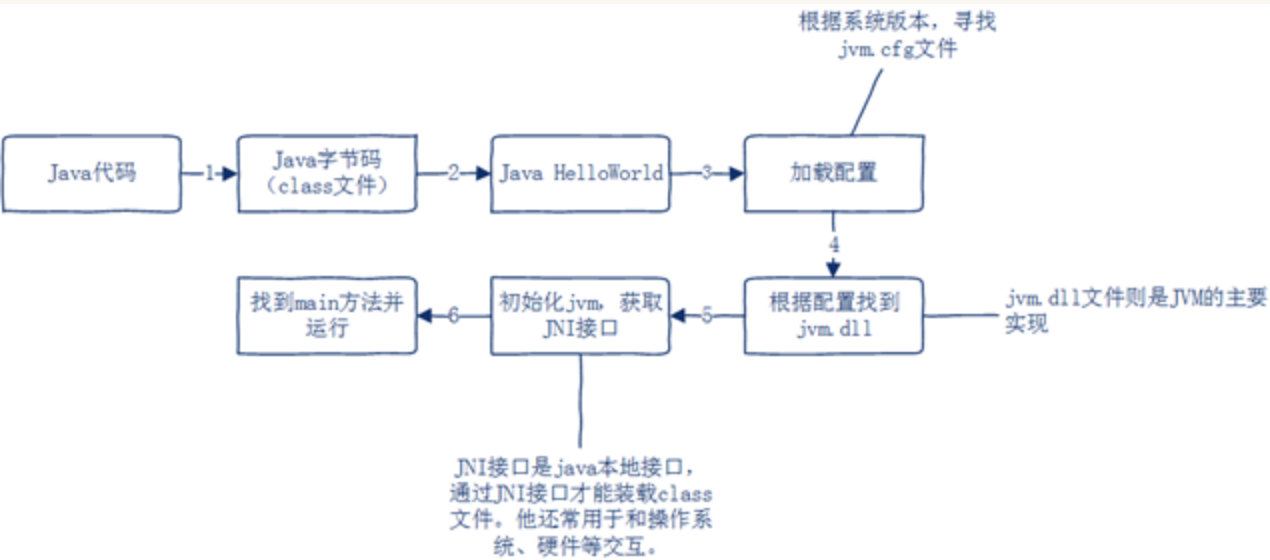 根据系统版本，寻找
jvm.cfg文件
Java代码
1
Java字节码
（class文件）
2
Java HelloWorld
3
加载配置
4
根据配置找到
jvm.dll
jvm.dll文件则是JVM的主要
实现
5
初始化jvm，获取
JNI接口
6
找到main方法并
运行
JNI接口是java本地接口，
通过JNI接口才能装载class
文件。他还常用于和操作系
统、硬件等交互。